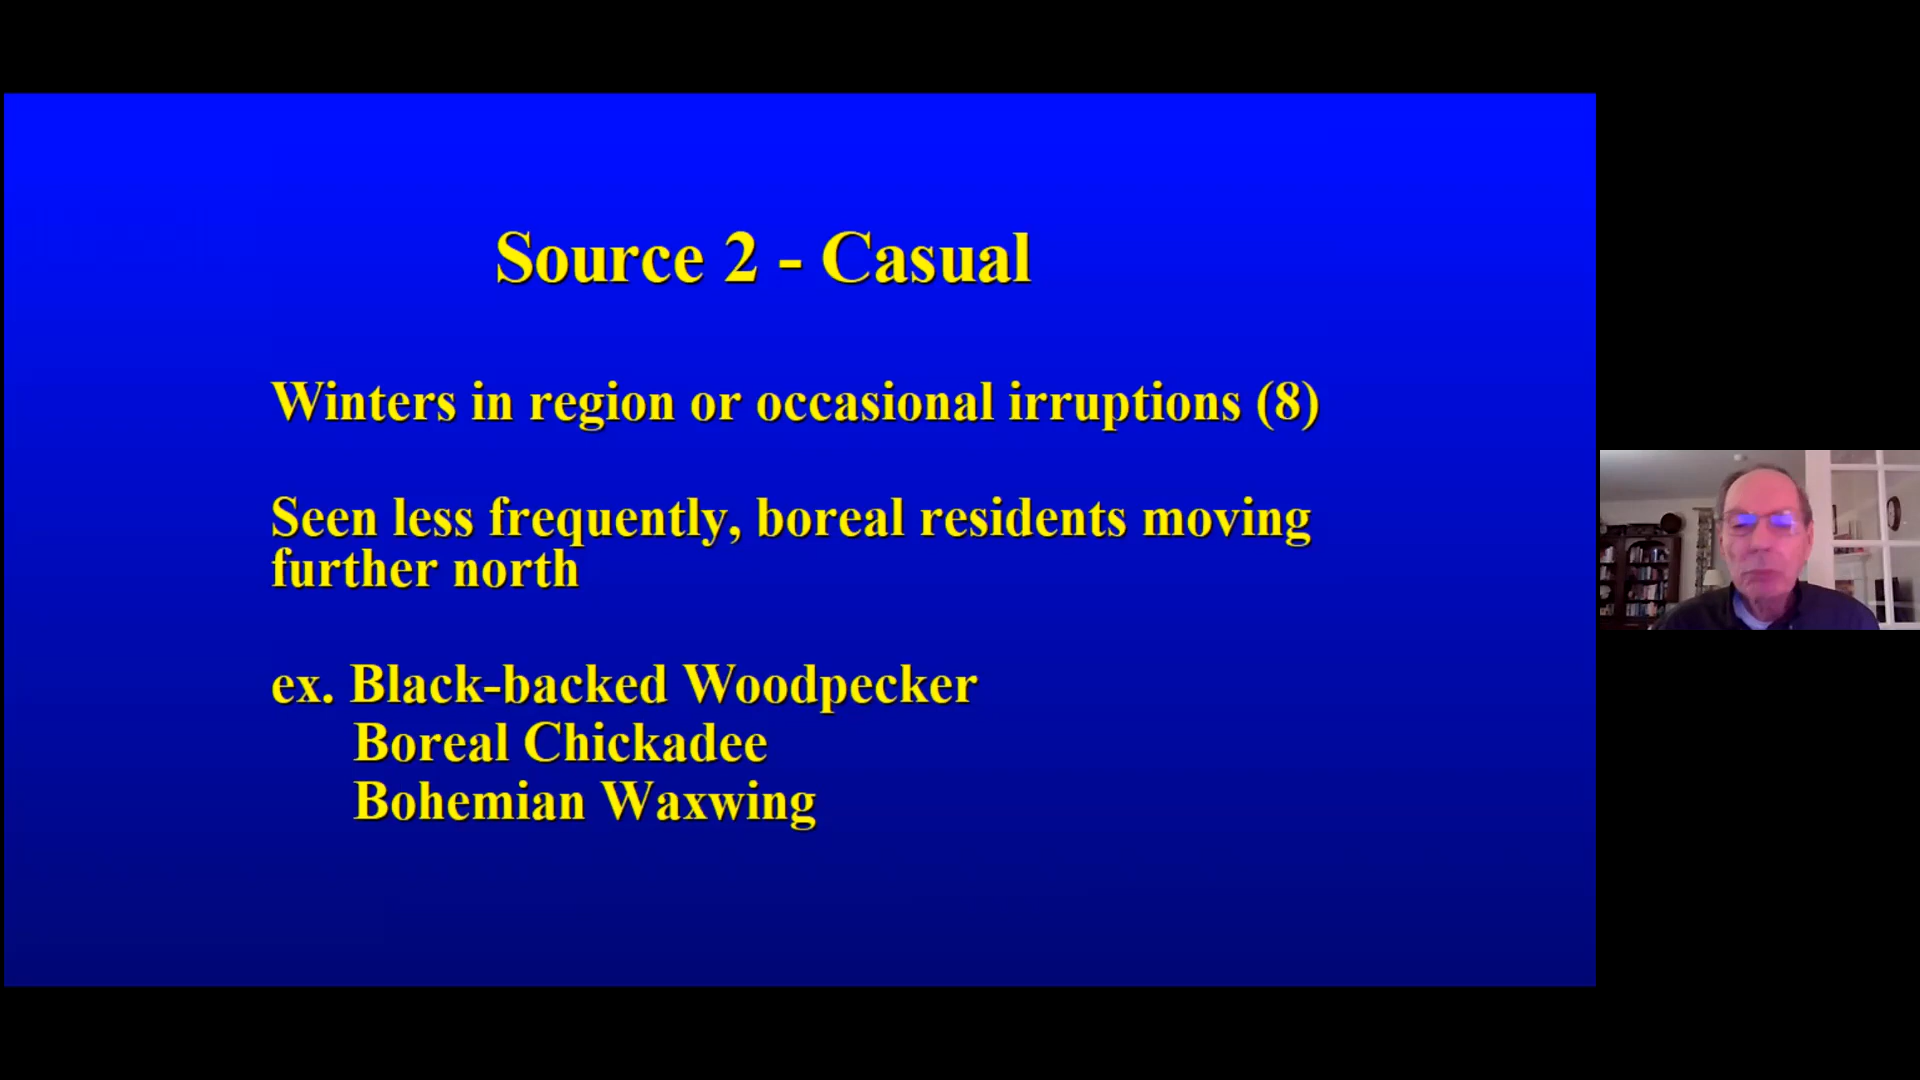 Source 2 - Casual
Winters in region or occasional irruptions (8)
Seen less frequently, boreal residents moving
further north
ex. Black-backed Woodpecker
Boreal Chickadee
Bohemian Waxwing